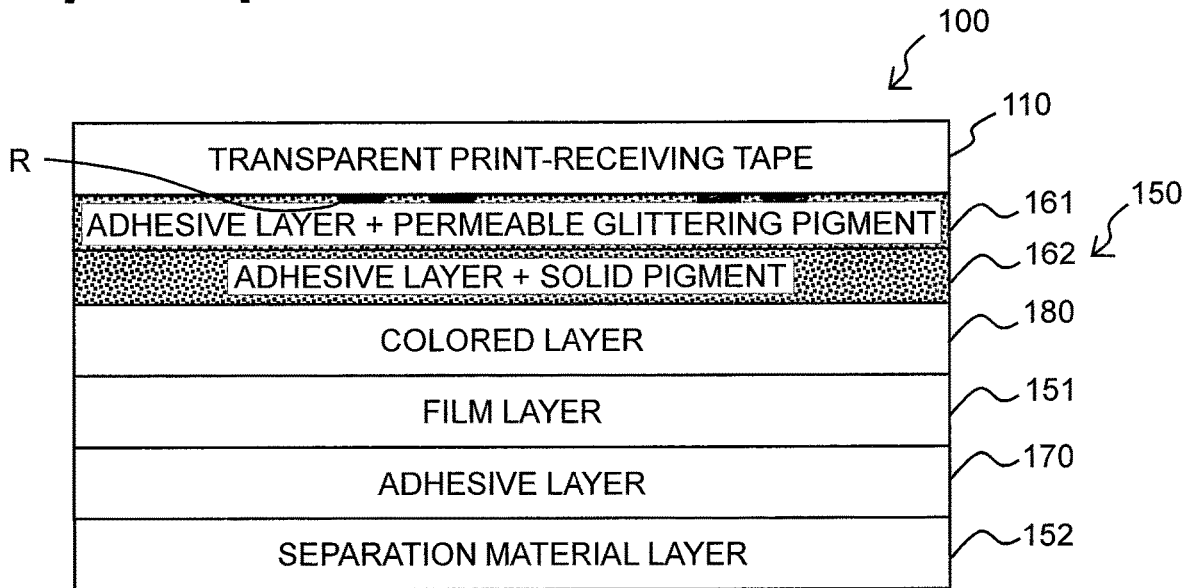 100
110
TRANSPARENT PRINT-RECEIVING TAPE
R
150
161
ADHESIVE LAYER + PERMEABLE GLITTERING PIGMENT
162
ADHESIVE LAYER + SOLID PIGMENT
180
COLORED LAYER
151
FILM LAYER
170
ADHESIVE LAYER
152
SEPARATION MATERIAL LAYER